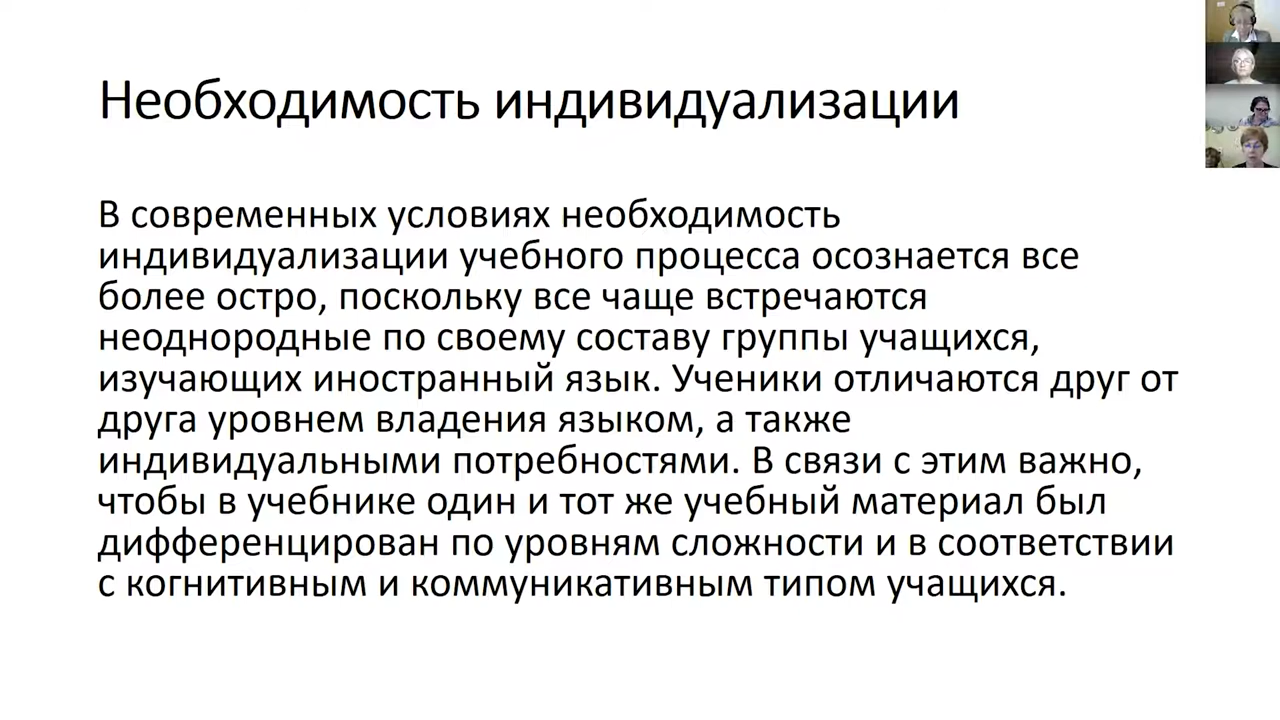 Необходимость индивидуализации
В современных условиях необходимость
индивидуализации учебного процесса осознается все
более остро, поскольку все чаще встречаются
неоднородные по своему составу группы учащихся,
изучающих иностранный язык. Ученики отличаются друг от
друга уровнем владения языком, а также
индивидуальными потребностями. В связи с этим важно,
чтобы в учебнике один и тот же учебный материал был
дифференцирован по уровням сложности и в соответствии
с когнитивным и коммуникативным типом учащихся.